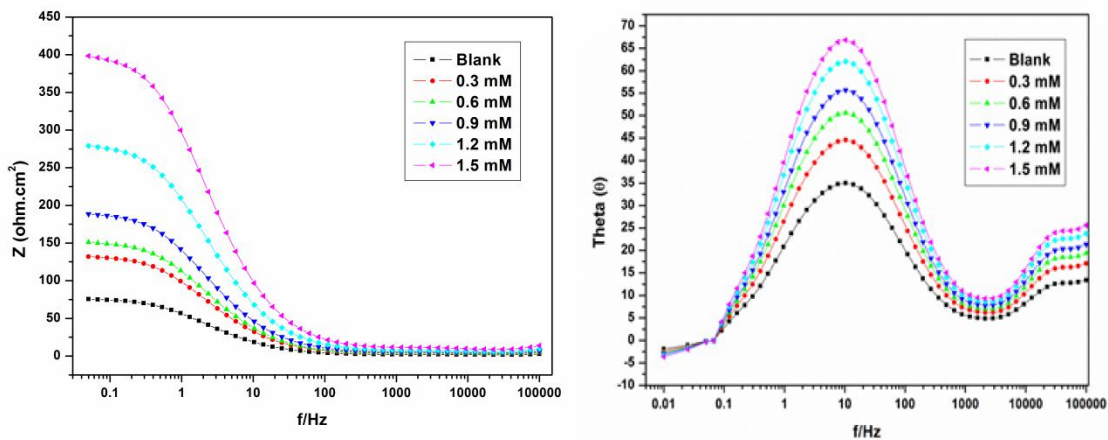 450
400
350
300
250
200
150
100
50
0
Z (ohm.cm²)
0.1 1 10 100 1000 10000 100000
f/Hz
Blank
0.3 mM
0.6 mM
0.9 mM
1.2 mM
1.5 mM
70
65
60
55
50
45
40
35
30
25
20
15
10
5
0
-5
-10
Theta (θ)
0.01 0.1 1 10 100 1000 10000 100000
f/Hz
Blank
0.3 mM
0.6 mM
0.9 mM
1.2 mM
1.5 mM